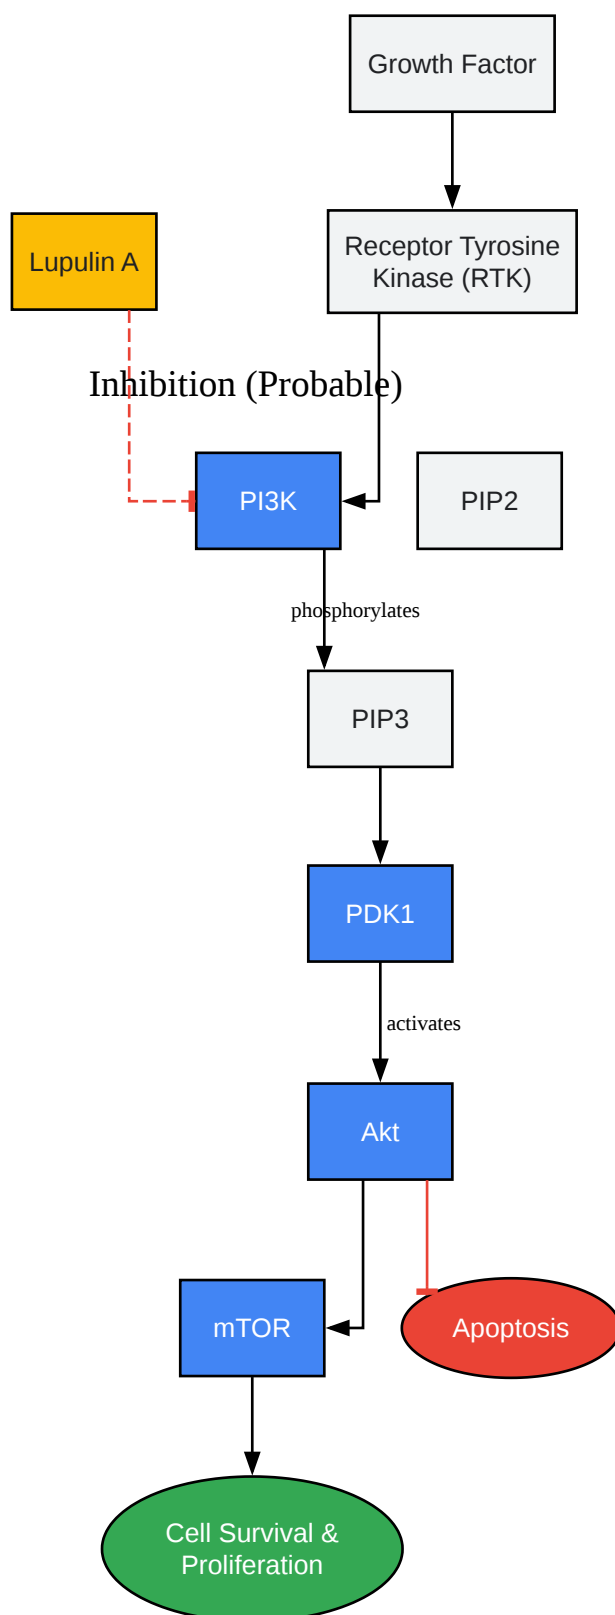 Growth Factor
Lupulin A
Receptor Tyrosine
Kinase (RTK)
Inhibition (Probable)
PI3K
PIP2
phosphorylates
PIP3
PDK1
activates
Akt
mTOR
Apoptosis
Cell Survival &
Proliferation